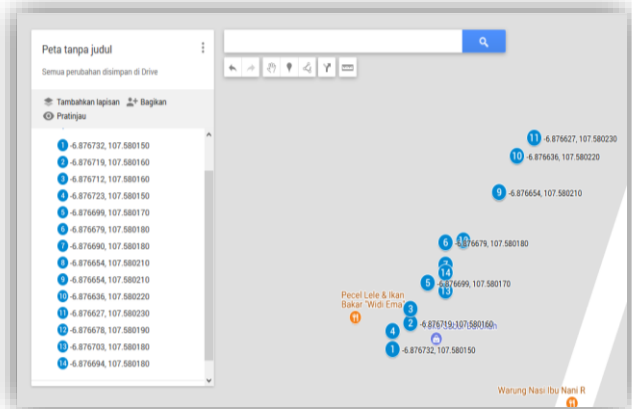 Peta tanpa judul
Semua perubahan disimpan di Drive
Tambahkan lapisan Bagikan
Pratinjau
1 -6.876732, 107.580150
2 -6.876719, 107.580160
3 -6.876712, 107.580160
4 -6.876723, 107.580150
5 -6.876699, 107.580170
6 -6.876679, 107.580180
7 -6.876690, 107.580180
8 -6.876654, 107.580210
9 -6.876654, 107.580210
10 -6.876636, 107.580220
11 -6.876627, 107.580230
12 -6.876678, 107.580190
13 -6.876703, 107.580180
14 -6.876694, 107.580180
11 -6.876627, 107.580230
10 -6.876636, 107.580220
9 -6.876654, 107.580210
6 -6.876679, 107.580180
14
5 -6.876699, 107.580170
13
Pecel Lele & Ikan
Bakar "Widi Ema"
3
2 -6.876719, 107.580160
4
1 -6.876732, 107.580150
Warung Nasi Ibu Nani R